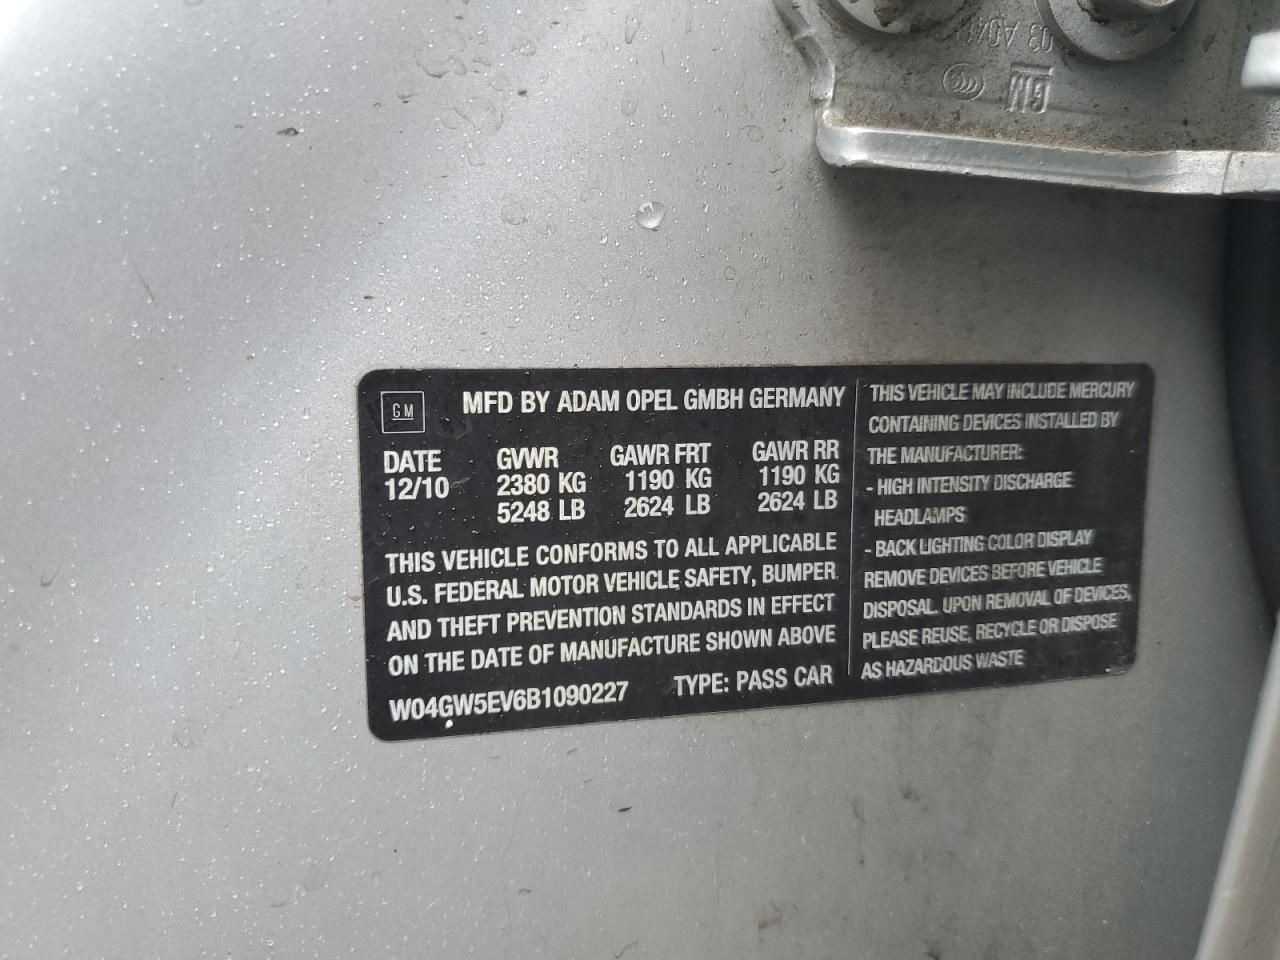 GM
GM
MFD BY ADAM OPEL GMBH GERMANY
DATE GVWR GAWR FRT GAWR RR
12/10 2380 KG 1190 KG 1190 KG
5248 LB 2624 LB 2624 LB
THIS VEHICLE CONFORMS TO ALL APPLICABLE
U.S. FEDERAL MOTOR VEHICLE SAFETY, BUMPER
AND THEFT PREVENTION STANDARDS IN EFFECT
ON THE DATE OF MANUFACTURE SHOWN ABOVE
W04GW5EV6B1090227 TYPE: PASS CAR
THIS VEHICLE MAY INCLUDE MERCURY
CONTAINING DEVICES INSTALLED BY
THE MANUFACTURER:
- HIGH INTENSITY DISCHARGE
HEADLAMPS
- BACK LIGHTING COLOR DISPLAY
REMOVE DEVICES BEFORE VEHICLE
DISPOSAL. UPON REMOVAL OF DEVICES,
PLEASE REUSE, RECYCLE OR DISPOSE
AS HAZARDOUS WASTE